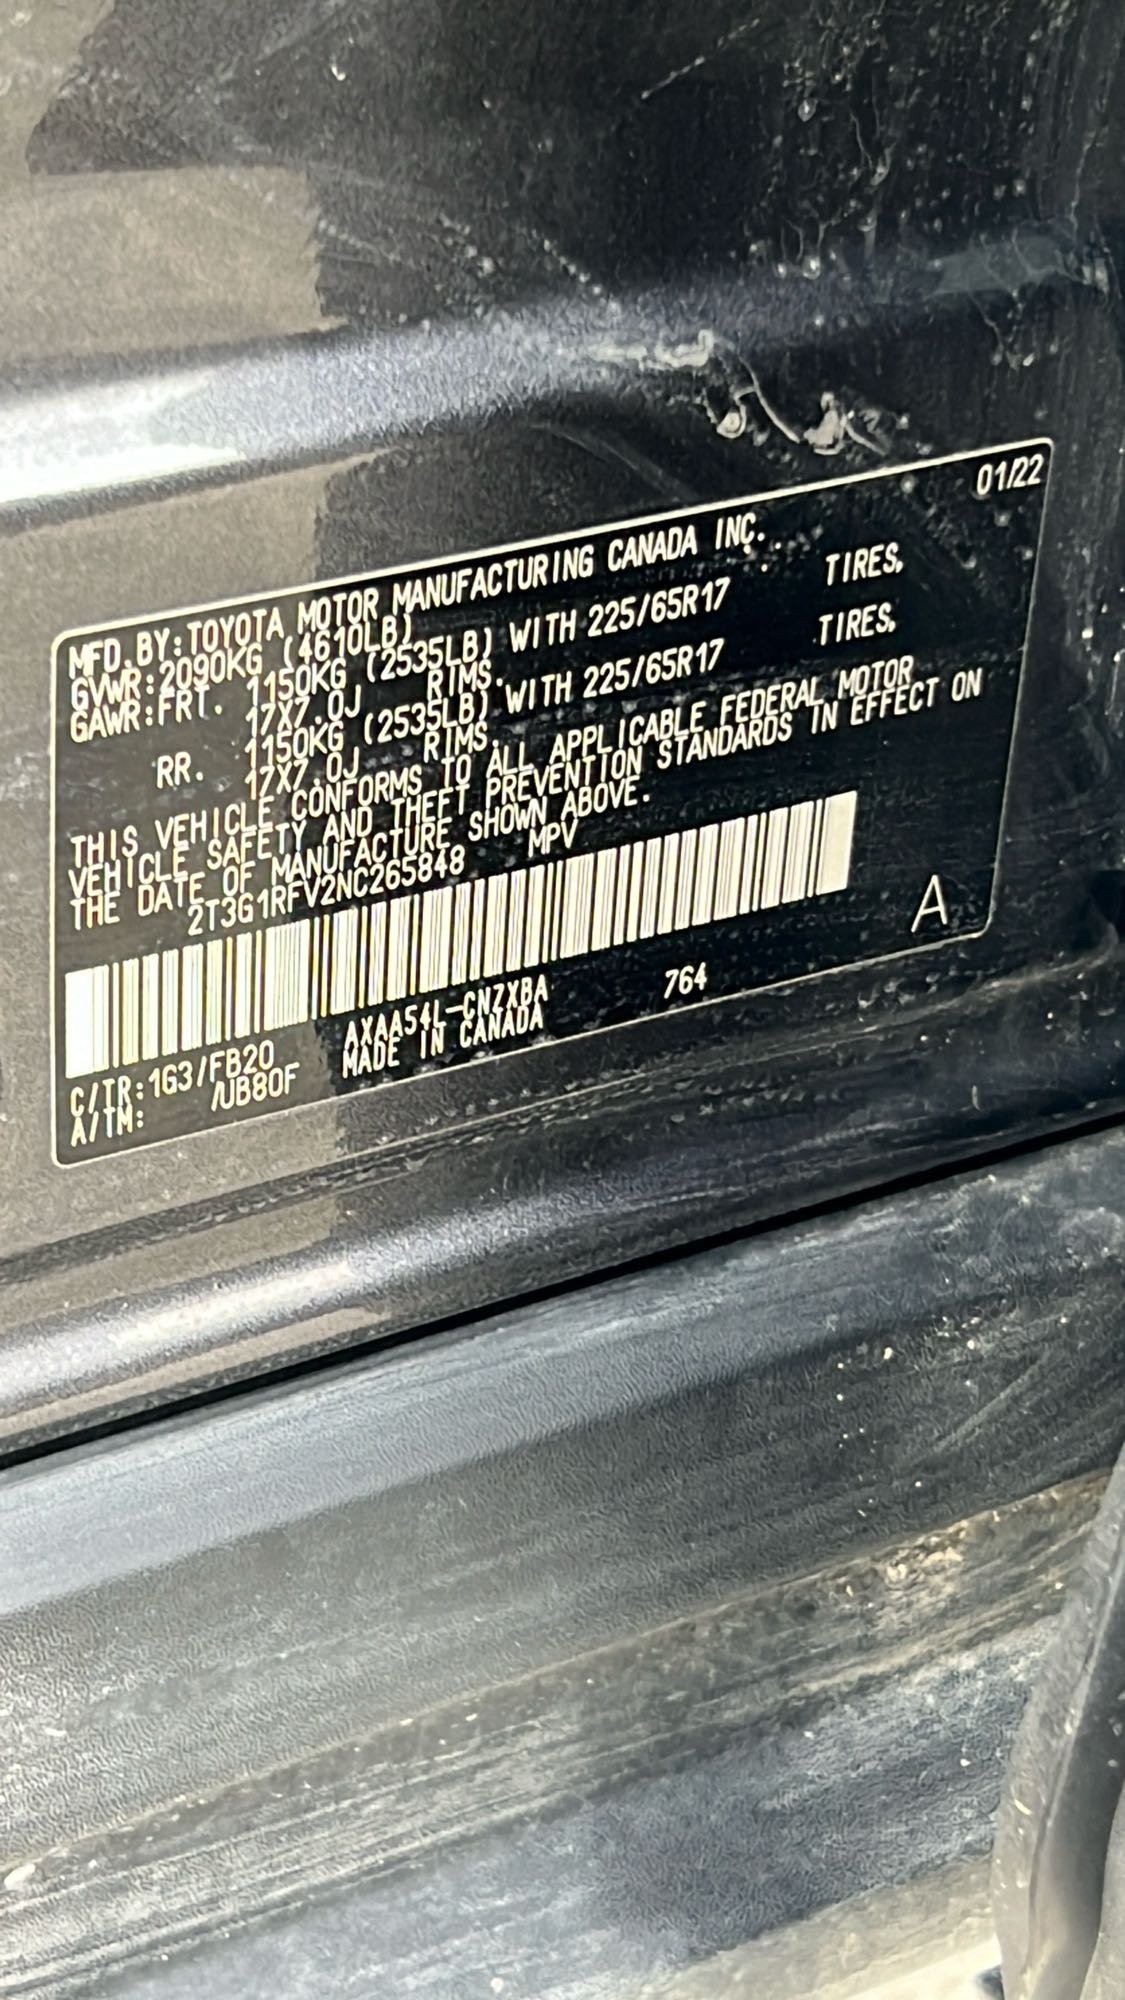 01/22
MFD. BY: TOYOTA MOTOR MANUFACTURING CANADA INC.
GVWR: 2090KG (4610LB)
GAWR: FRT. 1150KG (2535LB) WITH 225/65R17 TIRES,
17X7.0J RIMS.
RR. 1150KG (2535LB) WITH 225/65R17 TIRES,
17X7.0J RIMS.
THIS VEHICLE CONFORMS TO ALL APPLICABLE FEDERAL MOTOR
VEHICLE SAFETY AND THEFT PREVENTION STANDARDS IN EFFECT ON
THE DATE OF MANUFACTURE SHOWN ABOVE.
2T3G1RFV2NC265848 MPV
A
C/TR: 1G3/FB20 AXAA54L-CNZXBA 764
A/TM: /UB80F MADE IN CANADA